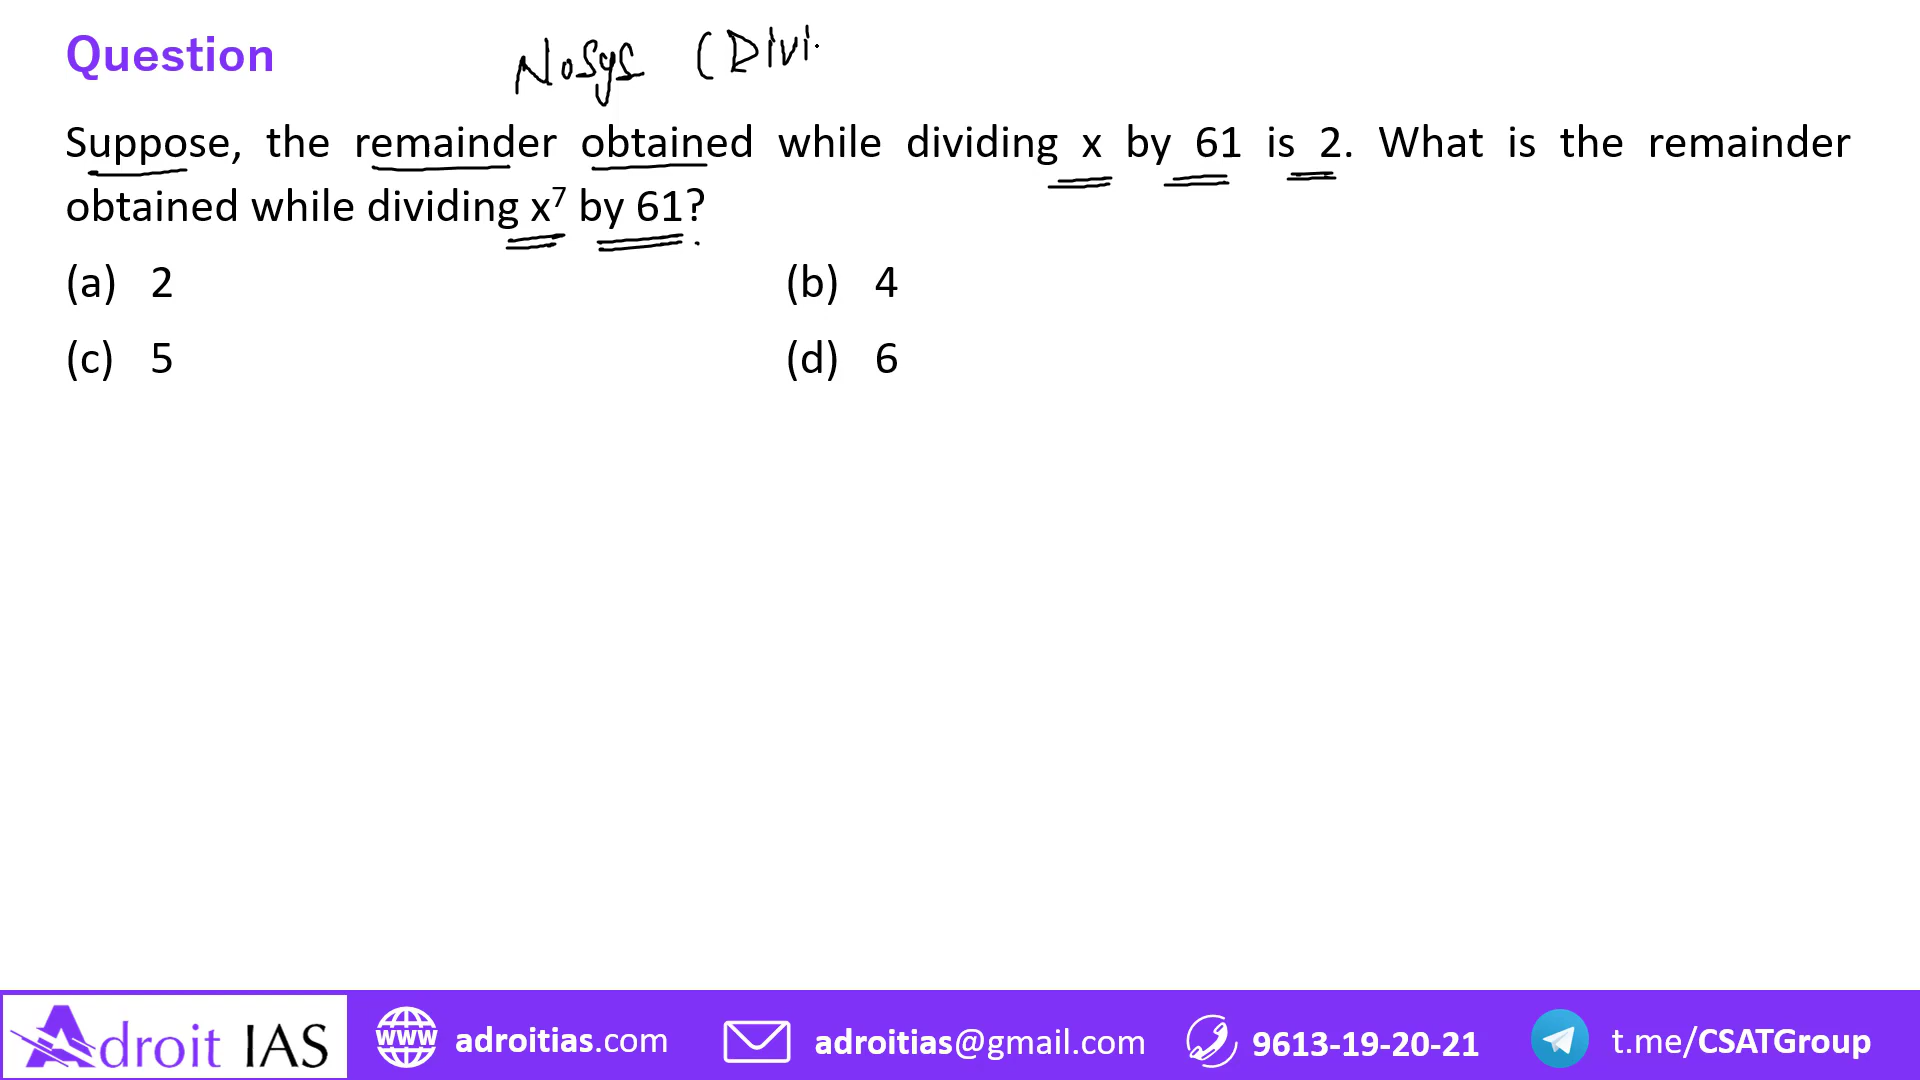 Question
NoSys (Divi
Suppose, the remainder obtained while dividing x by 61 is 2. What is the remainder
obtained while dividing x⁷ by 61?
(a) 2 (b) 4
(c) 5 (d) 6
Adroit IAS www adroitias.com adroitias@gmail.com 9613-19-20-21 t.me/CSATGroup